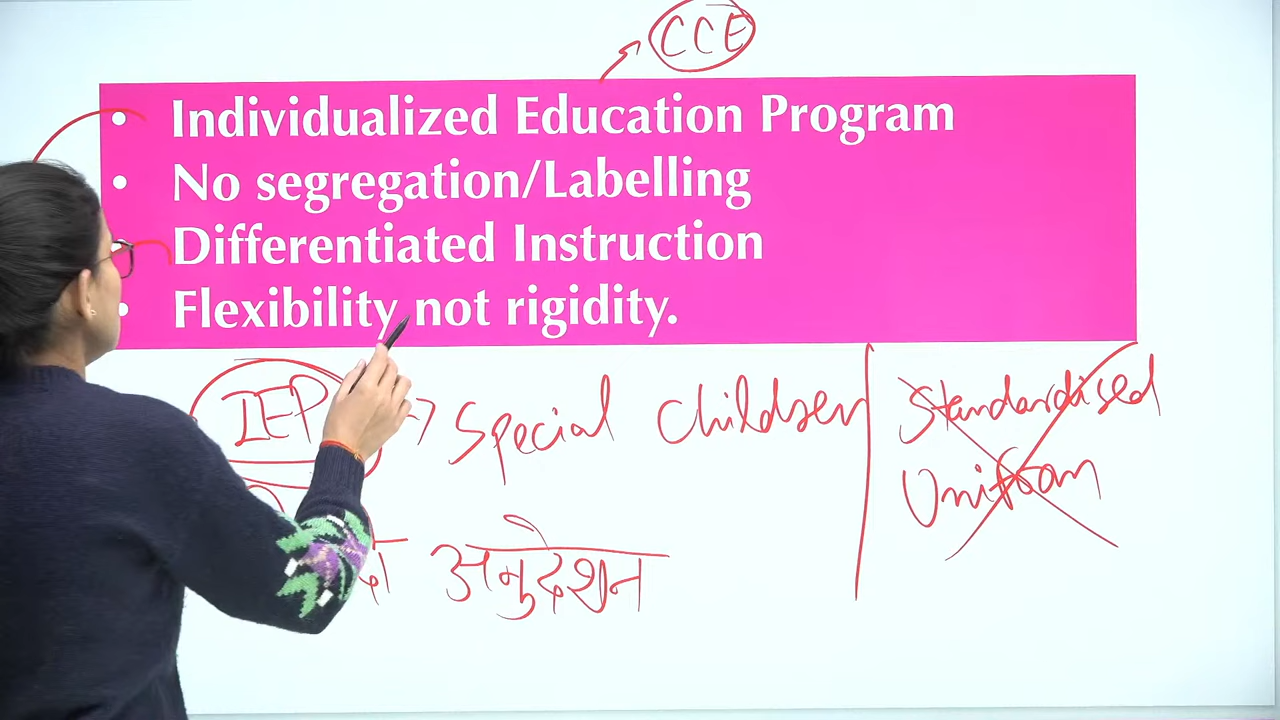 CCE
• Individualized Education Program
• No segregation/Labelling
• Differentiated Instruction
• Flexibility not rigidity.
IEP → Special Children
Standardised
Uniform
अनुदेशन